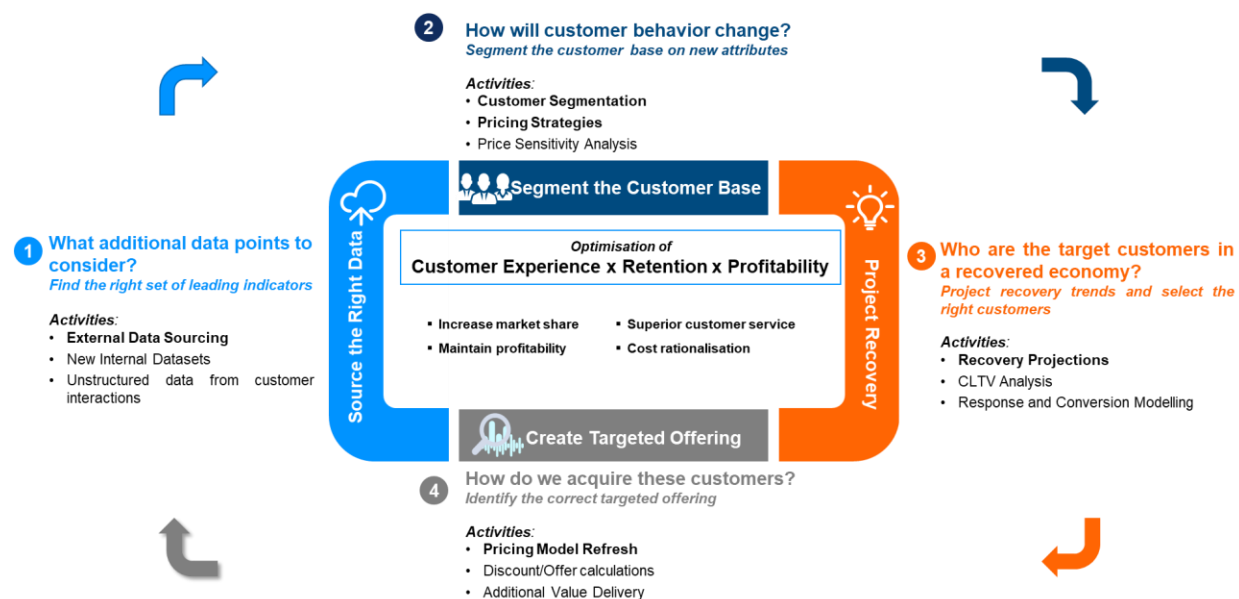 2
How will customer behavior change?
Segment the customer base on new attributes
Activities:
• Customer Segmentation
• Pricing Strategies
• Price Sensitivity Analysis
Segment the Customer Base
1
What additional data points to
consider?
Find the right set of leading indicators
Activities:
• External Data Sourcing
• New Internal Datasets
• Unstructured data from customer
interactions
Source the Right Data
Optimisation of
Customer Experience x Retention x Profitability
▪ Increase market share
▪ Maintain profitability
▪ Superior customer service
▪ Cost rationalisation
Project Recovery
3
Who are the target customers in
a recovered economy?
Project recovery trends and select the
right customers
Activities:
• Recovery Projections
• CLTV Analysis
• Response and Conversion Modelling
Create Targeted Offering
4
How do we acquire these customers?
Identify the correct targeted offering
Activities:
• Pricing Model Refresh
• Discount/Offer calculations
• Additional Value Delivery